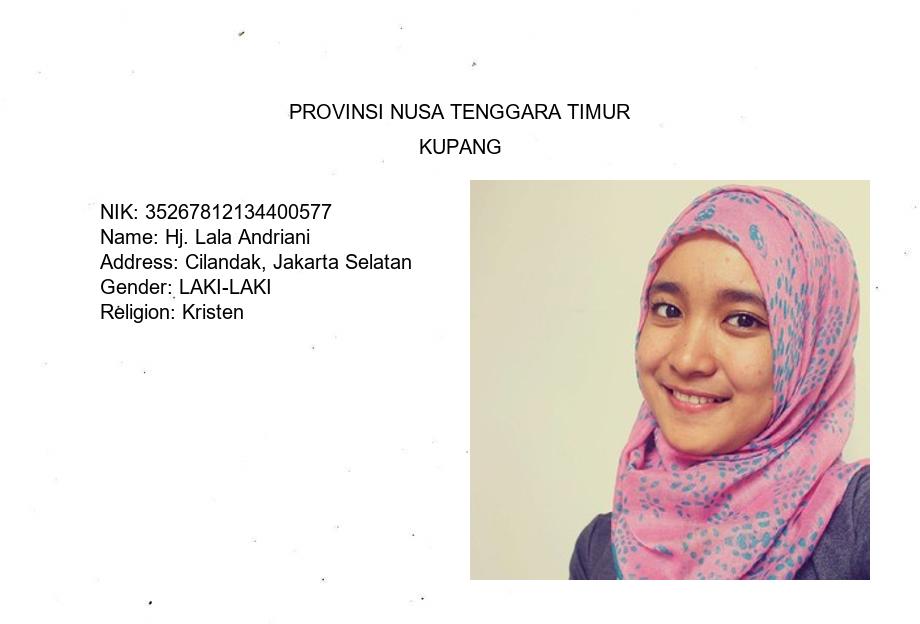 PROVINSI NUSA TENGGARA TIMUR
KUPANG
NIK: 35267812134400577
Name: Hj. Lala Andriani
Address: Cilandak, Jakarta Selatan
Gender: LAKI-LAKI
Religion: Kristen